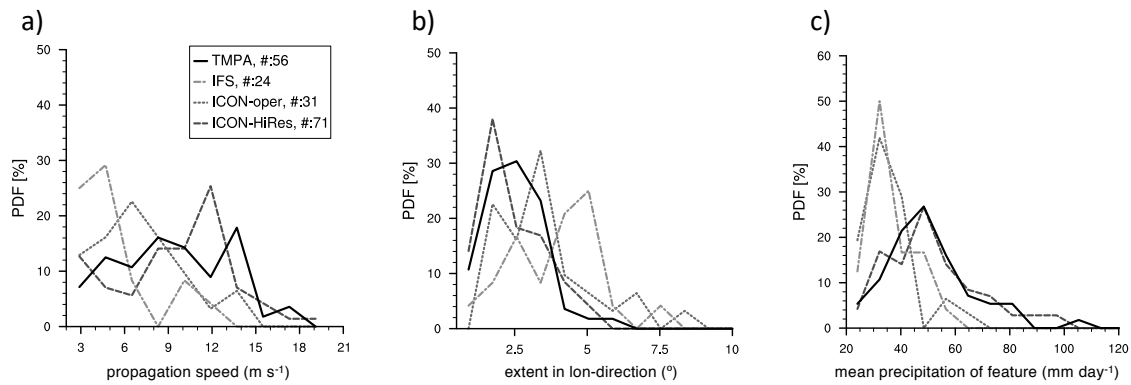 a)
50
40
30
20
10
0
PDF [%]
3 6 9 12 15 18 21
propagation speed (m s⁻¹)
TMPA, #:56
IFS, #:24
ICON-oper, #:31
ICON-HiRes, #:71
b)
50
40
30
20
10
0
PDF [%]
2.5 5 7.5 10
extent in lon-direction (º)
c)
60
50
40
30
20
10
0
PDF [%]
20 40 60 80 100 120
mean precipitation of feature (mm day⁻¹)